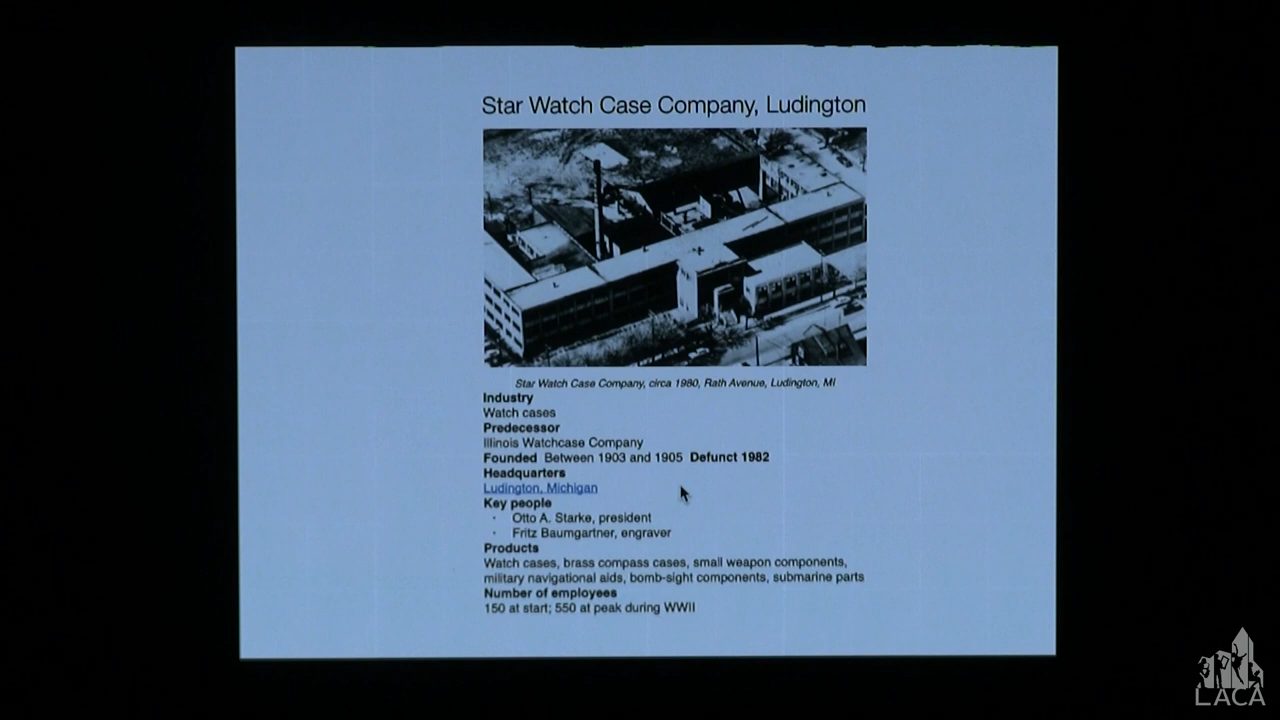 Star Watch Case Company, Ludington
Star Watch Case Company, circa 1980, Rath Avenue, Ludington, MI
Industry
Watch cases
Predecessor
Illinois Watchcase Company
Founded Between 1903 and 1905 Defunct 1982
Headquarters
Ludington, Michigan
Key people
· Otto A. Starke, president
· Fritz Baumgartner, engraver
Products
Watch cases, brass compass cases, small weapon components,
military navigational aids, bomb-sight components, submarine parts
Number of employees
150 at start; 550 at peak during WWII
LACA